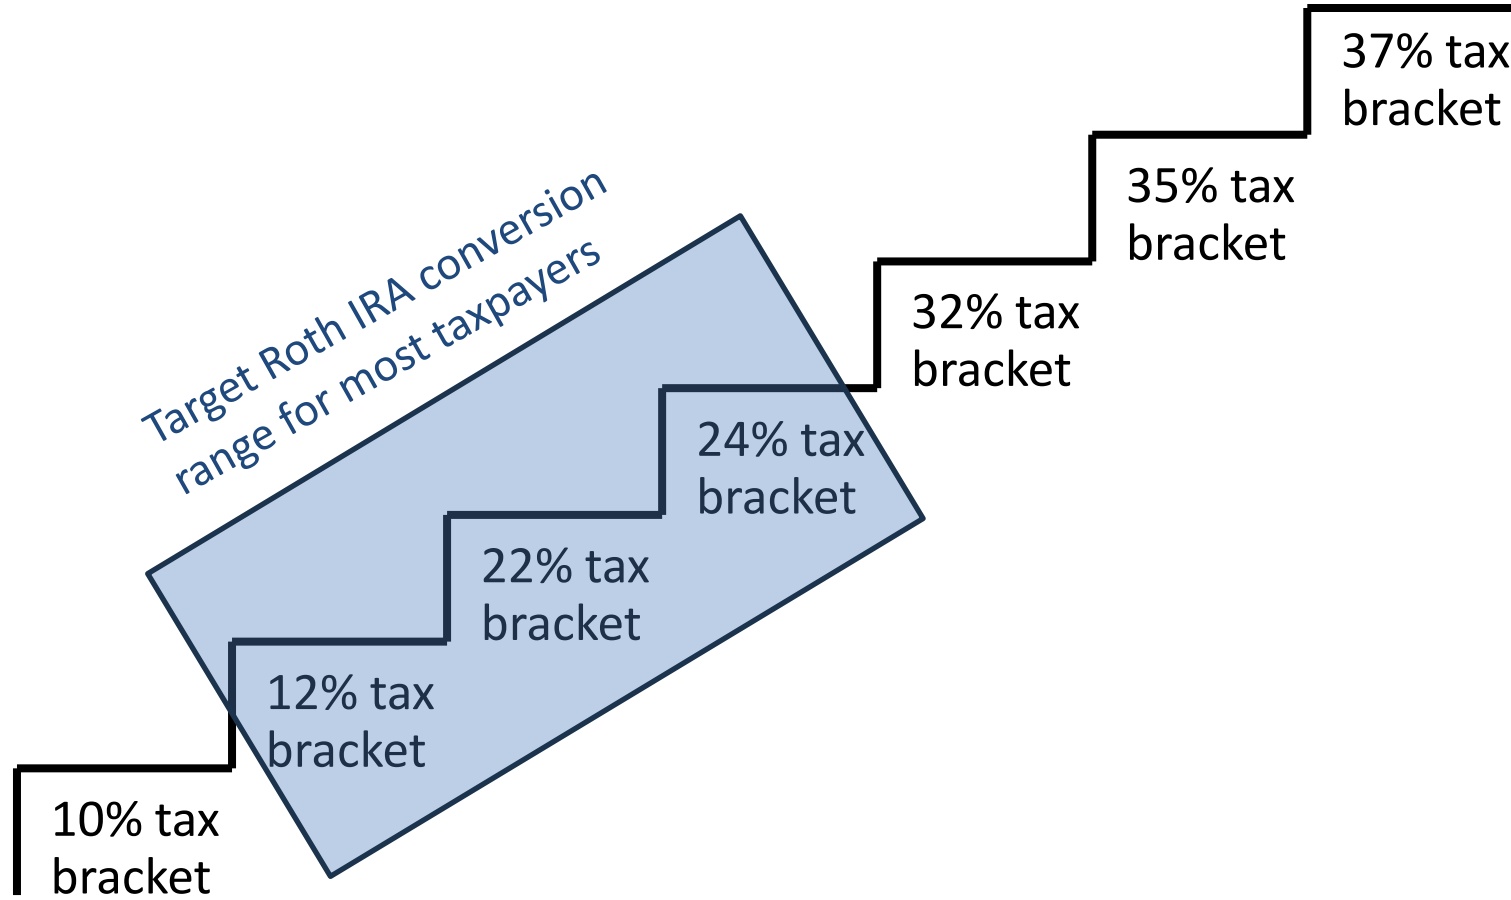 37% tax
bracket
35% tax
bracket
Target Roth IRA conversion
range for most taxpayers
32% tax
bracket
24% tax
bracket
22% tax
bracket
12% tax
bracket
10% tax
bracket